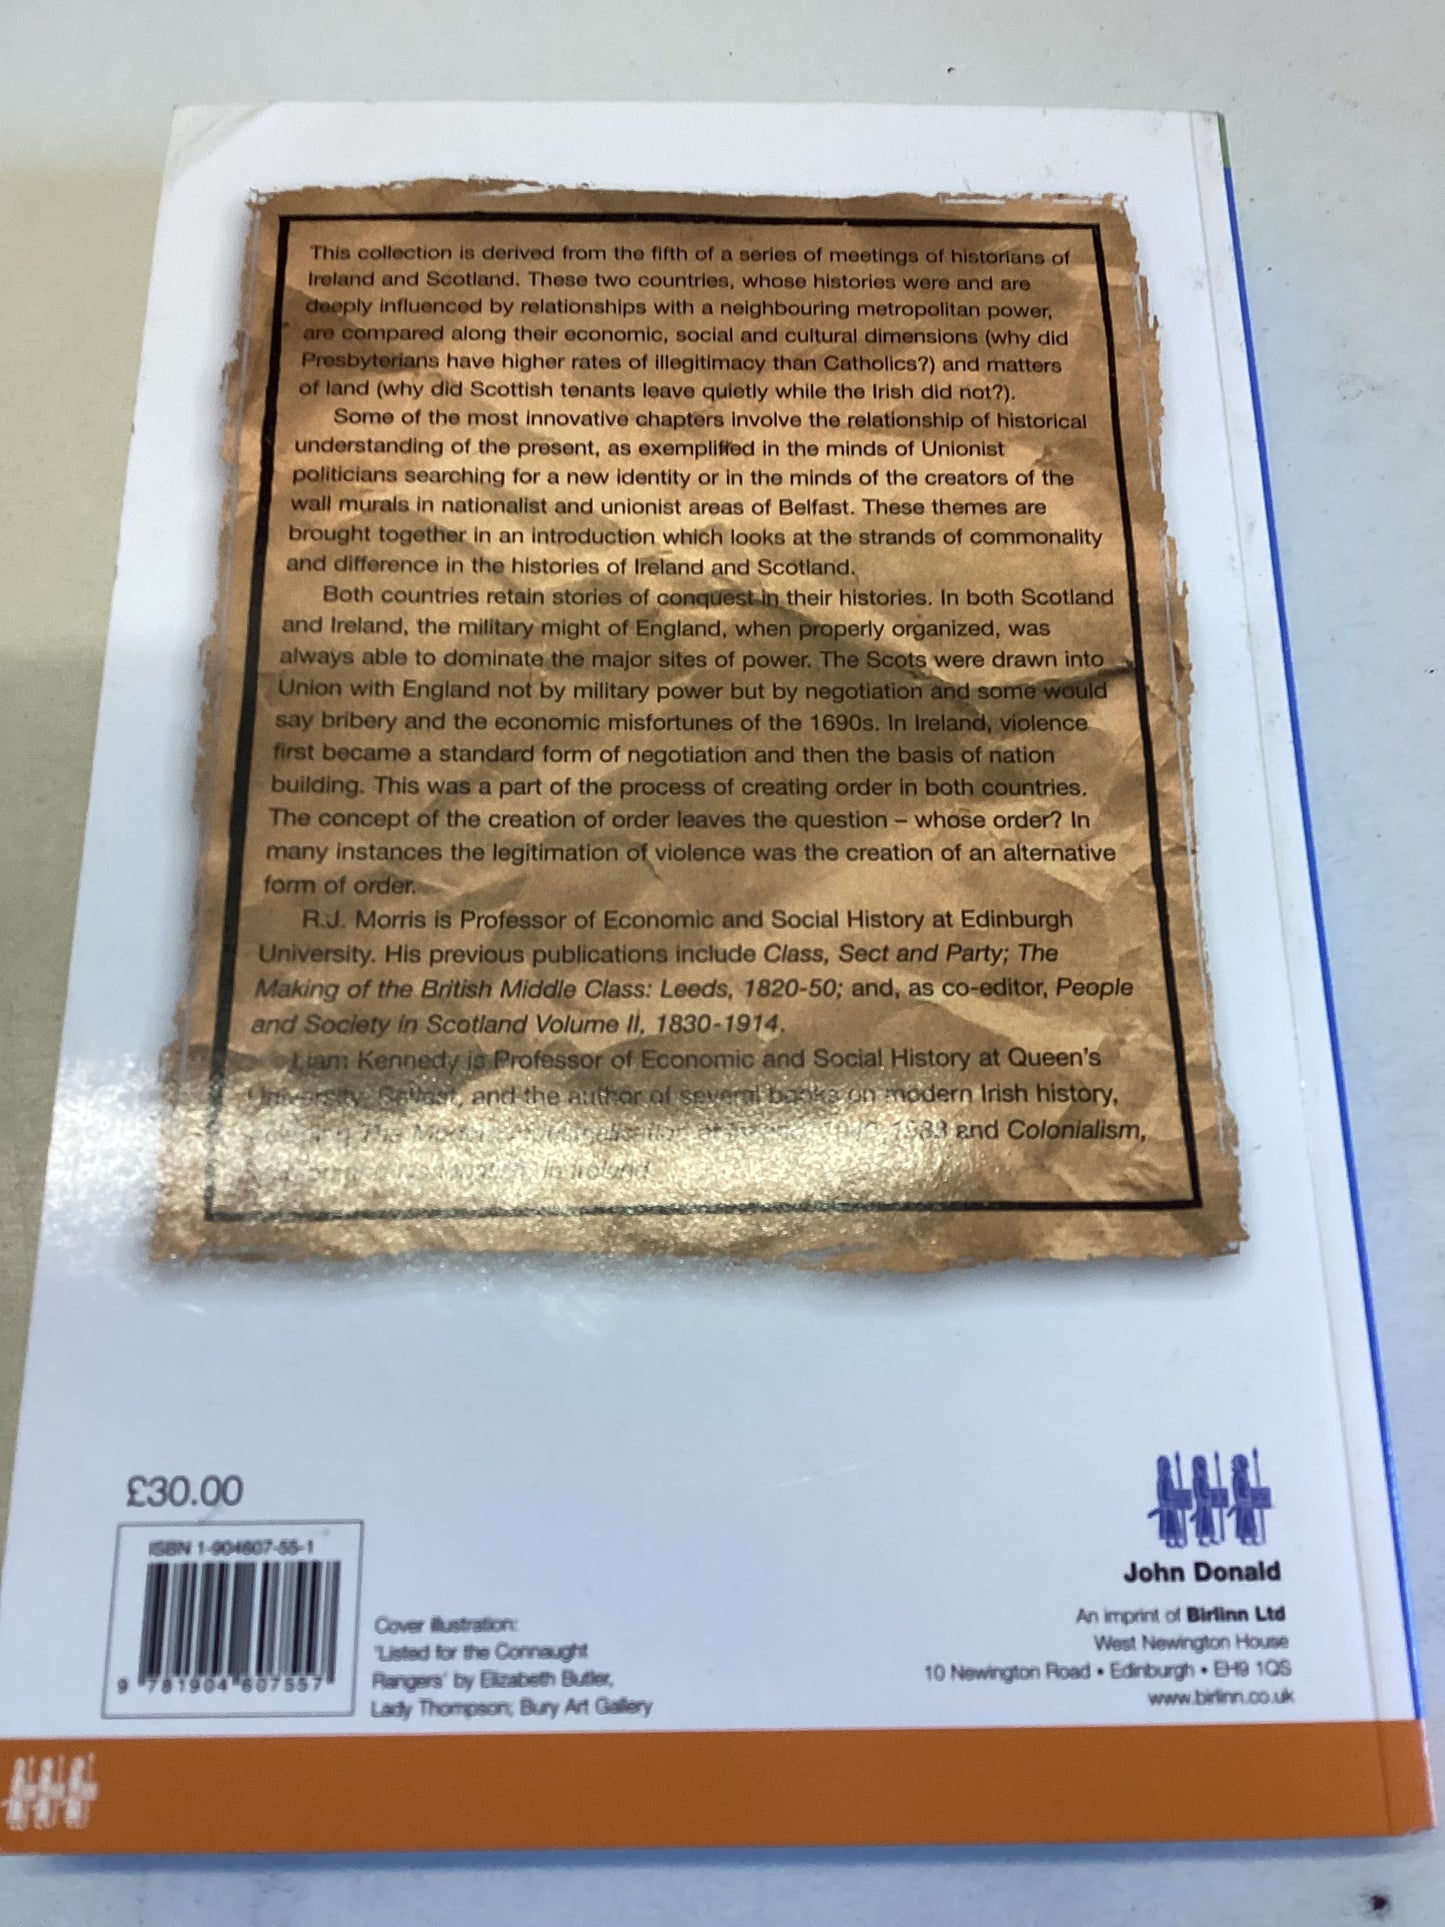 This collection is derived from the fifth of a series of meetings of historians of
Ireland and Scotland. These two countries, whose histories were and are
deeply influenced by relationships with a neighbouring metropolitan power,
are compared along their economic, social and cultural dimensions (why did
Presbyterians have higher rates of illegitimacy than Catholics?) and matters
of land (why did Scottish tenants leave quietly while the Irish did not?).
Some of the most innovative chapters involve the relationship of historical
understanding of the present, as exemplified in the minds of Unionist
politicians searching for a new identity or in the minds of the creators of the
wall murals in nationalist and unionist areas of Belfast. These themes are
brought together in an introduction which looks at the strands of commonality
and difference in the histories of Ireland and Scotland.
Both countries retain stories of conquest in their histories. In both Scotland
and Ireland, the military might of England, when properly organized, was
always able to dominate the major sites of power. The Scots were drawn into
Union with England not by military power but by negotiation and some would
say bribery and the economic misfortunes of the 1690s. In Ireland, violence
first became a standard form of negotiation and then the basis of nation
building. This was a part of the process of creating order in both countries.
The concept of the creation of order leaves the question – whose order? In
many instances the legitimation of violence was the creation of an alternative
form of order.
R.J. Morris is Professor of Economic and Social History at Edinburgh
University. His previous publications include Class, Sect and Party; The
Making of the British Middle Class: Leeds, 1820-50; and, as co-editor, People
and Society in Scotland Volume II, 1830-1914.
Liam Kennedy is Professor of Economic and Social History at Queen's
University, Belfast, and the author of several books on modern Irish history,
The and Colonialism,
in Ireland
£30.00
ISBN 1-904607-55-1
9 781904 607557
Cover illustration:
'Listed for the Connaught
Rangers' by Elizabeth Butler,
Lady Thompson; Bury Art Gallery
John Donald
An imprint of Birlinn Ltd
West Newington House
10 Newington Road • Edinburgh • EH9 1QS
www.birlinn.co.uk